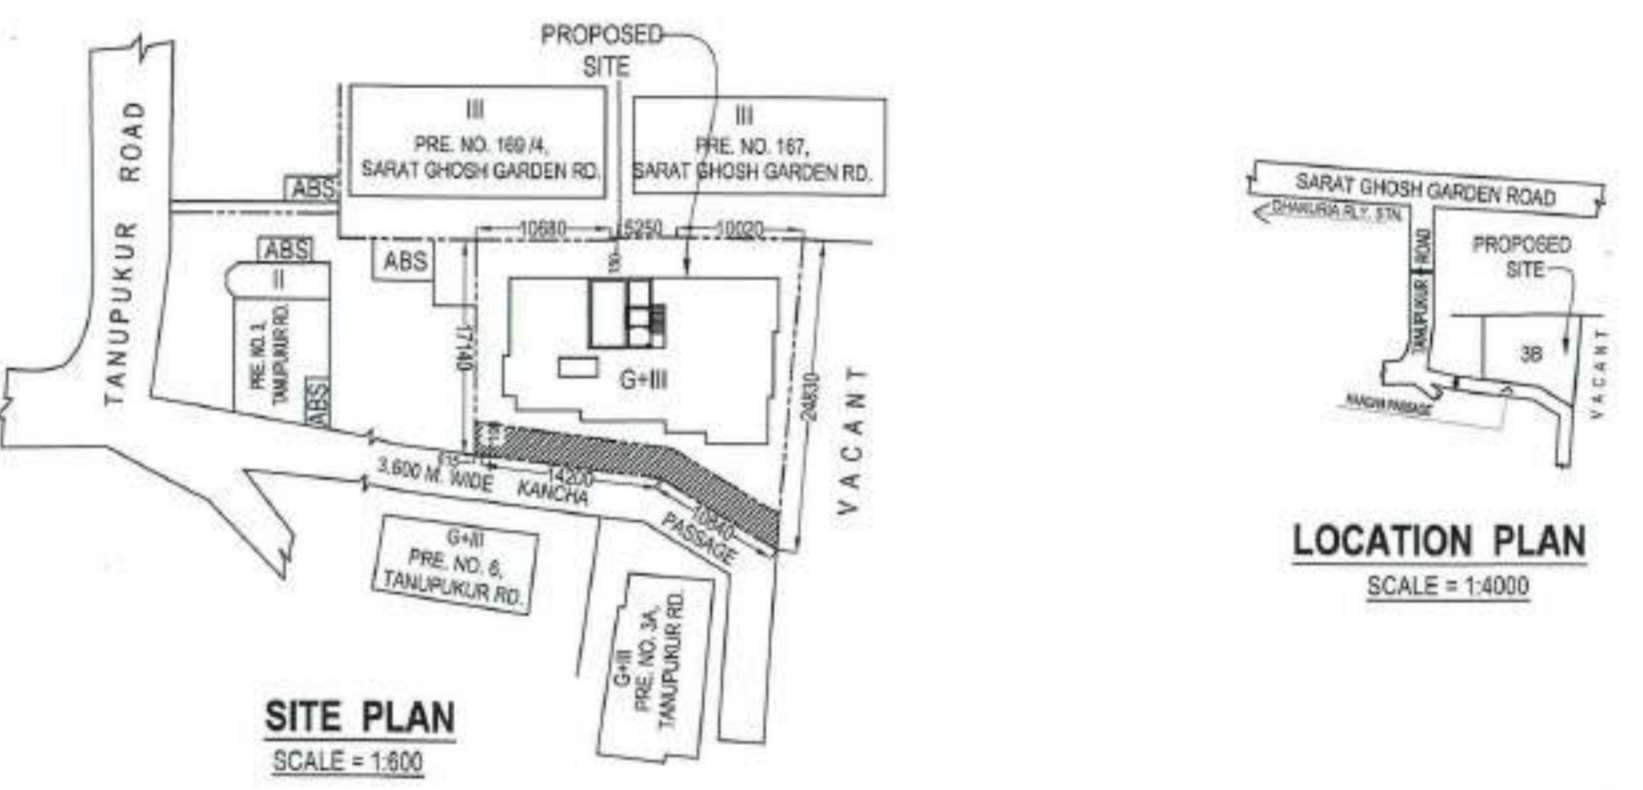 PROPOSED
SITE
TANUPUKUR ROAD
III
PRE. NO. 169/4,
SARAT GHOSH GARDEN RD.
III
PRE. NO. 167,
SARAT GHOSH GARDEN RD.
ABS
10680
5250
10020
ABS
ABS
II
PRE. NO. 3,
TANUPUKUR RD.
ABS
17140
G+III
24830
VACANT
14200
3.600 M. WIDE KANCHA
PASSAGE
10840
G+III
PRE. NO. 6,
TANUPUKUR RD.
G+III
PRE. NO. 3A,
TANUPUKUR RD.
SITE PLAN
SCALE = 1:600
SARAT GHOSH GARDEN ROAD
DHAKURIA RLY. STN.
TANUPUKUR ROAD
PROPOSED
SITE
3B
VACANT
KANCHA PASSAGE
LOCATION PLAN
SCALE = 1:4000